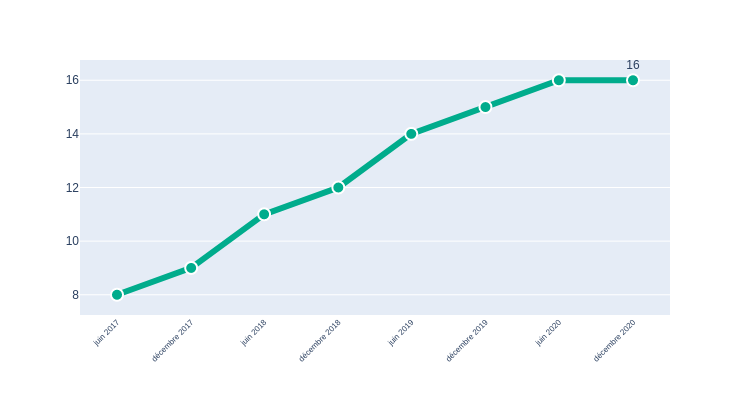 16
16
14
12
10
8
juin 2017
décembre 2017
juin 2018
décembre 2018
juin 2019
décembre 2019
juin 2020
décembre 2020